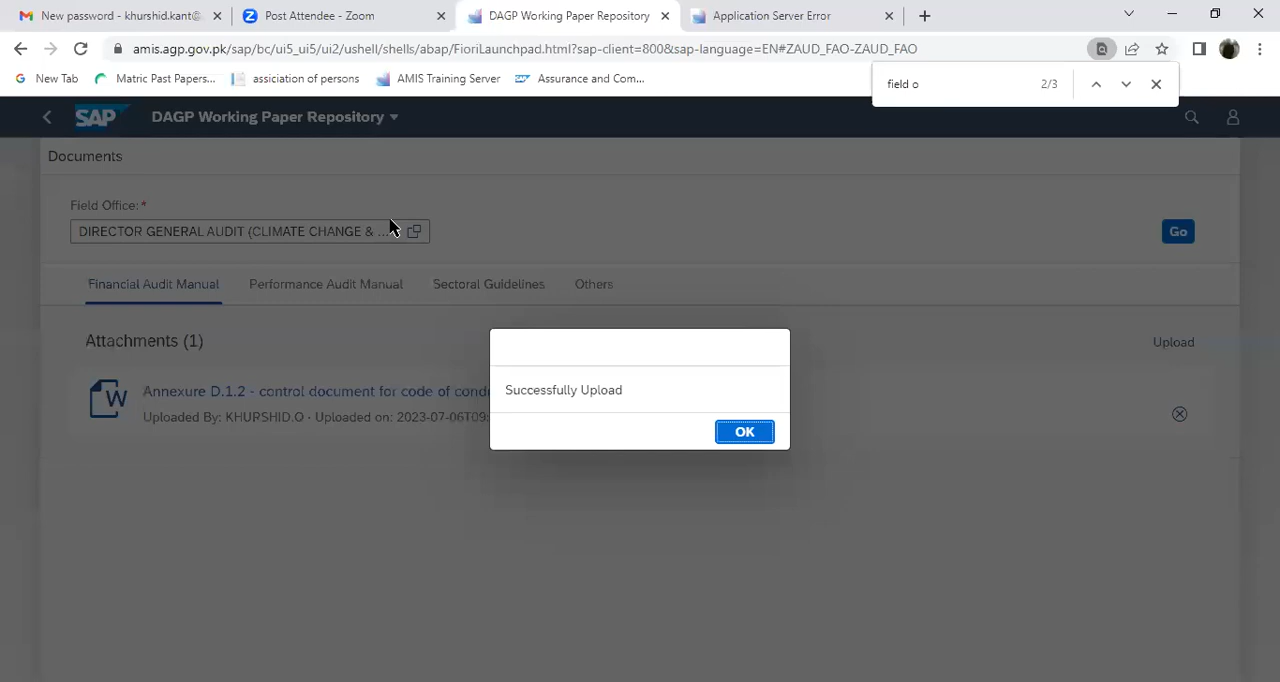 New password - khurshid.kant@
Post Attendee - Zoom
DAGP Working Paper Repository
Application Server Error
amis.agp.gov.pk/sap/bc/ui5_ui5/ui2/ushell/shells/abap/FioriLaunchpad.html?sap-client=800&sap-language=EN#ZAUD_FAO-ZAUD_FAO
New Tab
Matric Past Papers...
assiciation of persons
AMIS Training Server
Assurance and Com...
field o 2/3
SAP DAGP Working Paper Repository
Documents
Field Office:*
DIRECTOR GENERAL AUDIT (CLIMATE CHANGE & ...
Go
Financial Audit Manual
Performance Audit Manual
Sectoral Guidelines
Others
Attachments (1)
Upload
Annexure D.1.2 - control document for code of cond
Uploaded By: KHURSHID.O · Uploaded on: 2023-07-06T09:
Successfully Upload
OK